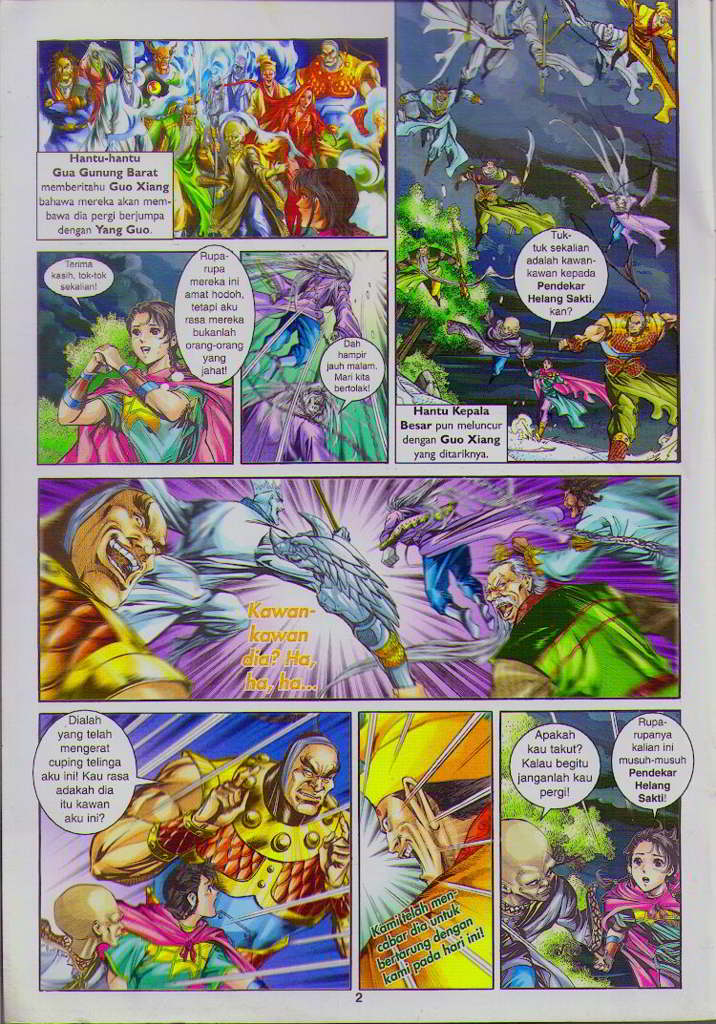 Hantu-hantu
Gua Gunung Barat
memberitahu Guo Xiang
bahawa mereka akan mem-
bawa dia pergi berjumpa
dengan Yang Guo.
Terima
kasih, tok-tok
sekalian!
Rupa-
rupa mereka ini
amat hodoh,
tetapi aku
rasa mereka
bukanlah
orang-orang
yang
jahat!
Dah
hampir
jauh malam.
Mari kita
bertolak!
Tuk-
tuk sekalian adalah
kawan-
kawan kepada
Pendekar
Helang Sakti,
kan?
Hantu Kepala
Besar pun meluncur
dengan Guo Xiang
yang ditariknya.
Kawan-
kawan
dia? Ha,
ha, ha...
Dialah
yang telah
mengerat
cuping telinga
aku ini! Kau rasa
adakah dia
itu kawan
aku?
Kami telah men-
cabar dia untuk
bertarung dengan
kami pada hari ini!
Apakah
kau takut?
Kalau begitu
janganlah kau
pergi!
Rupa-
rupanya
kalian ini
musuh-musuh
Pendekar
Helang
Sakti!
2